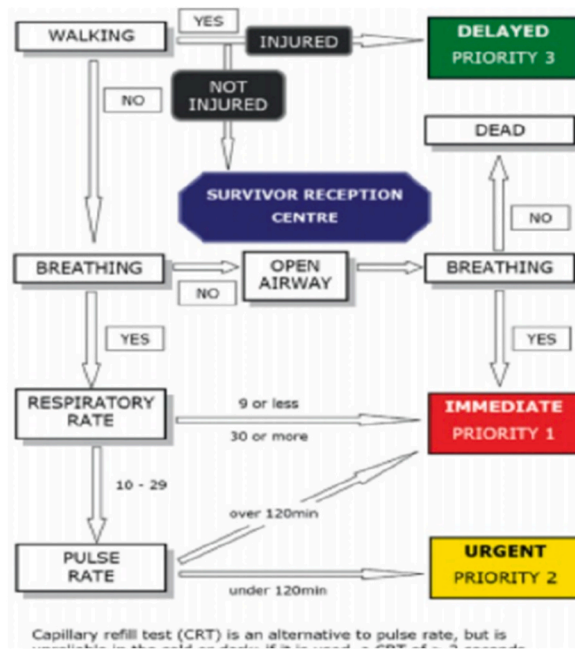 WALKING
YES
INJURED
DELAYED
PRIORITY 3
NO
NOT
INJURED
DEAD
SURVIVOR RECEPTION
CENTRE
NO
BREATHING
NO
OPEN
AIRWAY
BREATHING
YES
YES
RESPIRATORY
RATE
9 or less
30 or more
IMMEDIATE
PRIORITY 1
10 - 29
over 120min
PULSE
RATE
under 120min
URGENT
PRIORITY 2
Capillary refill test (CRT) is an alternative to pulse rate, but is